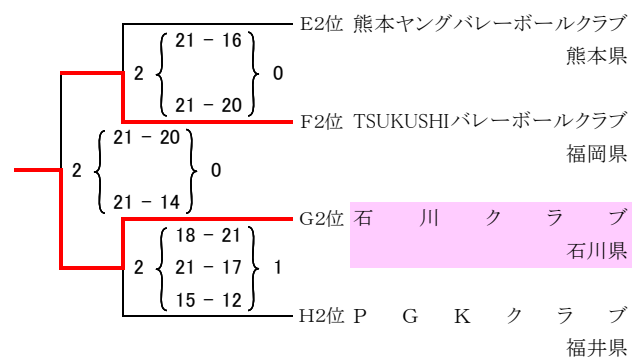 E2位 熊本ヤングバレーボールクラブ
熊本県
21 − 16
2 0
21 − 20
F2位 TSUKUSHIバレーボールクラブ
福岡県
21 − 20
2 0
21 − 14
G2位 石川クラブ
石川県
18 − 21
2 21 − 17 1
15 − 12
H2位 PGKクラブ
福井県